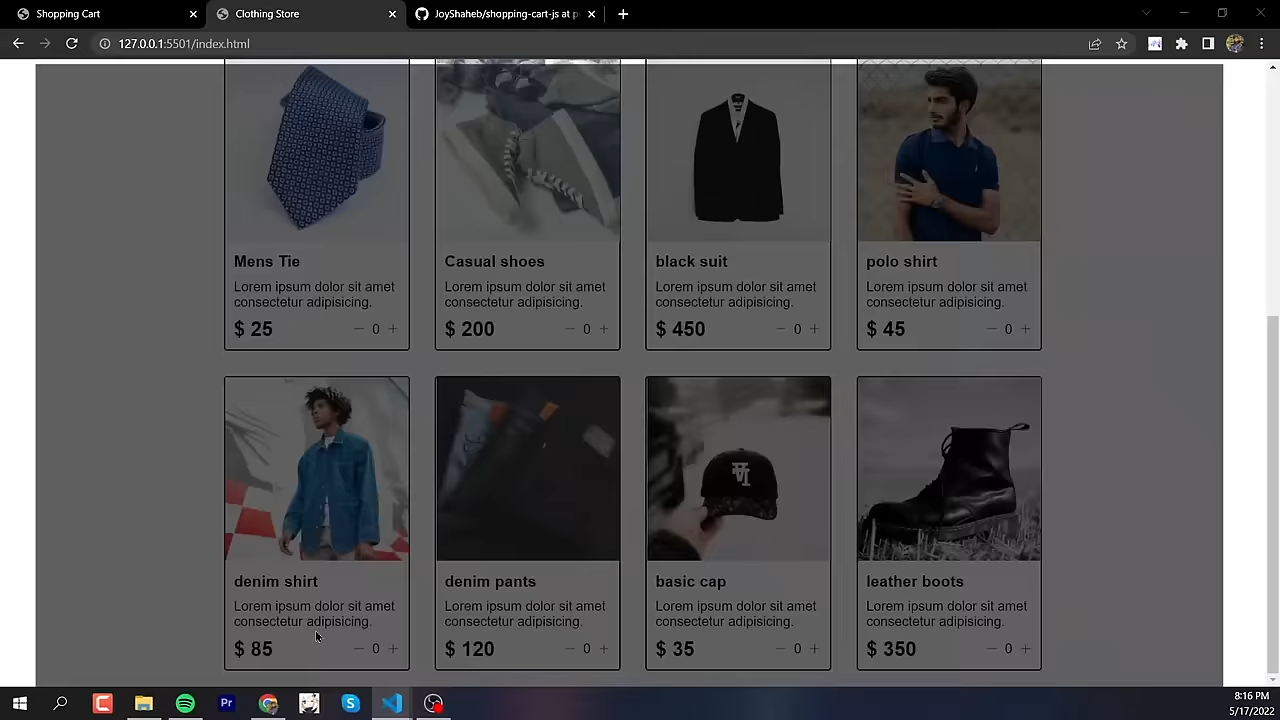 Shopping Cart
Clothing Store
JoyShaheb/shopping-cart-js at p
127.0.0.1:5501/index.html
Mens Tie
Lorem ipsum dolor sit amet
consectetur adipisicing.
$ 25
0
Casual shoes
Lorem ipsum dolor sit amet
consectetur adipisicing.
$ 200
0
black suit
Lorem ipsum dolor sit amet
consectetur adipisicing.
$ 450
0
polo shirt
Lorem ipsum dolor sit amet
consectetur adipisicing.
$ 45
0
denim shirt
Lorem ipsum dolor sit amet
consectetur adipisicing.
$ 85
0
denim pants
Lorem ipsum dolor sit amet
consectetur adipisicing.
$ 120
0
basic cap
Lorem ipsum dolor sit amet
consectetur adipisicing.
$ 35
0
leather boots
Lorem ipsum dolor sit amet
consectetur adipisicing.
$ 350
0
Pr
8:16 PM
5/17/2022